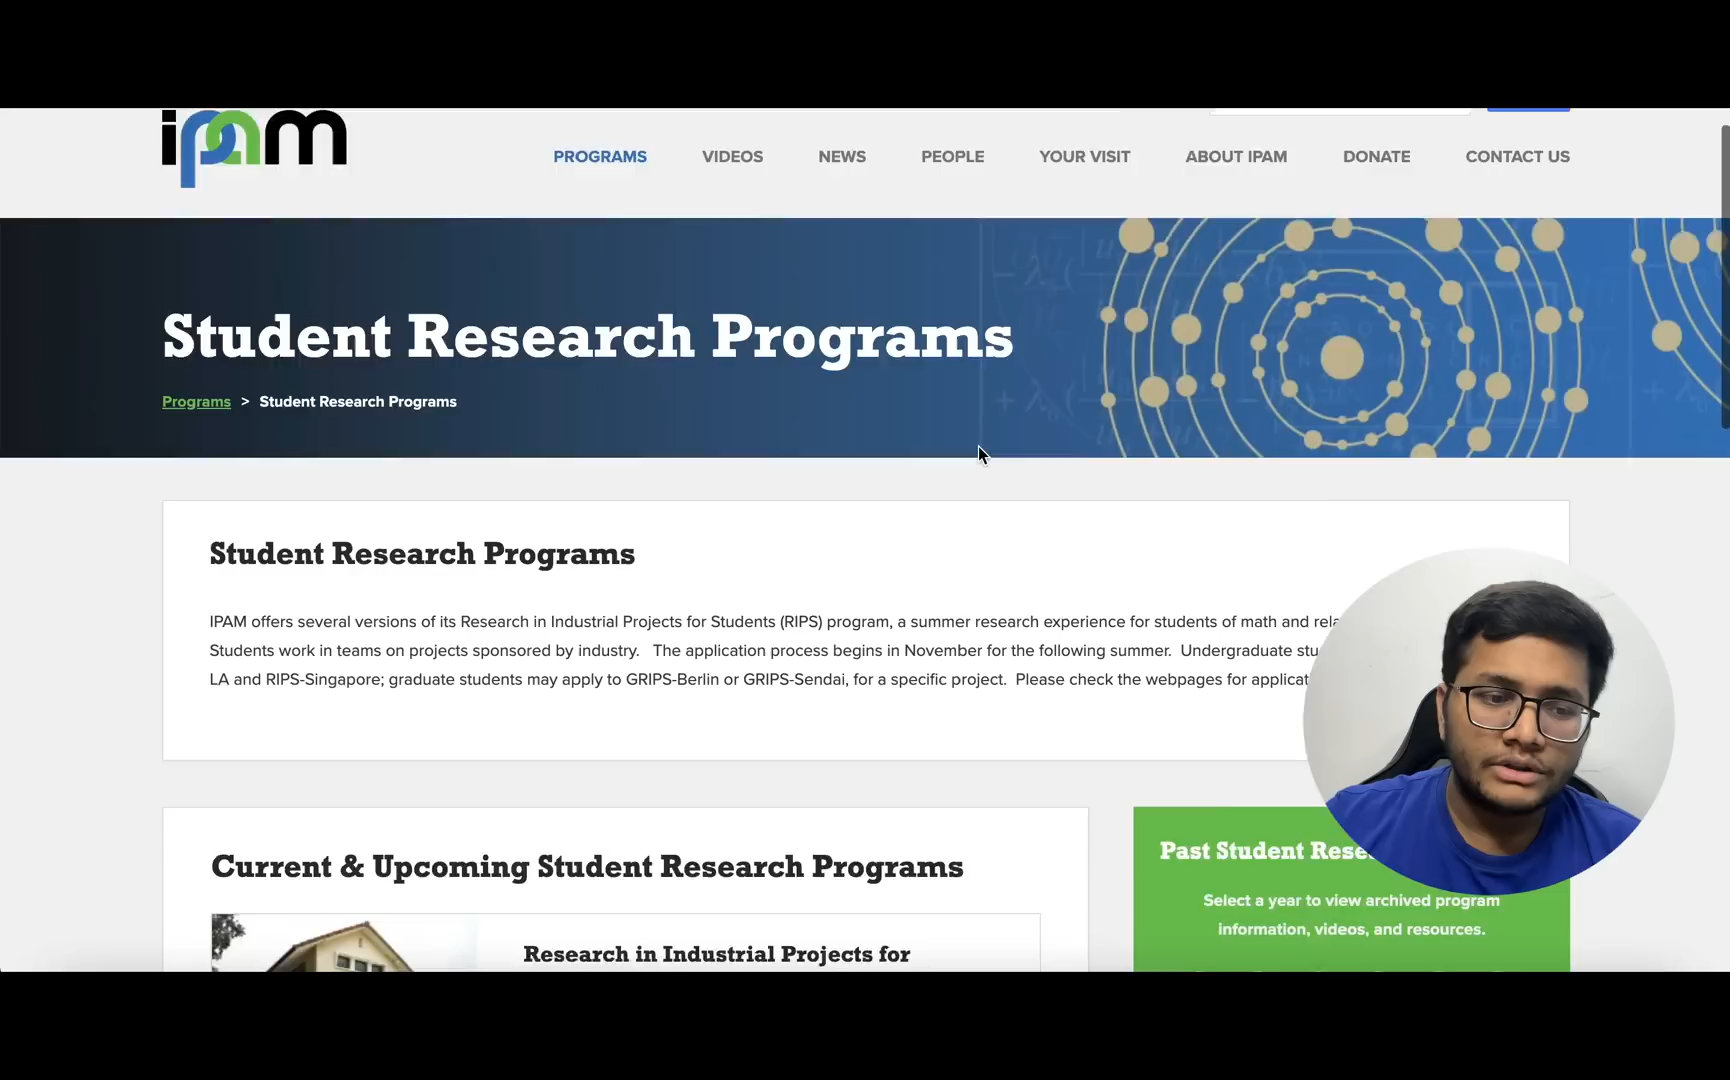 ipam
PROGRAMS VIDEOS NEWS PEOPLE YOUR VISIT ABOUT IPAM DONATE CONTACT US
Student Research Programs
Programs > Student Research Programs
Student Research Programs
IPAM offers several versions of its Research in Industrial Projects for Students (RIPS) program, a summer research experience for students of math and
Students work in teams on projects sponsored by industry. The application process begins in November for the following summer. Undergraduate
LA and RIPS-Singapore; graduate students may apply to GRIPS-Berlin or GRIPS-Sendai, for a specific project. Please check the webpages for
Current & Upcoming Student Research Programs
Research in Industrial Projects for
Past Student
Select a year to view archived program
information, videos, and resources.